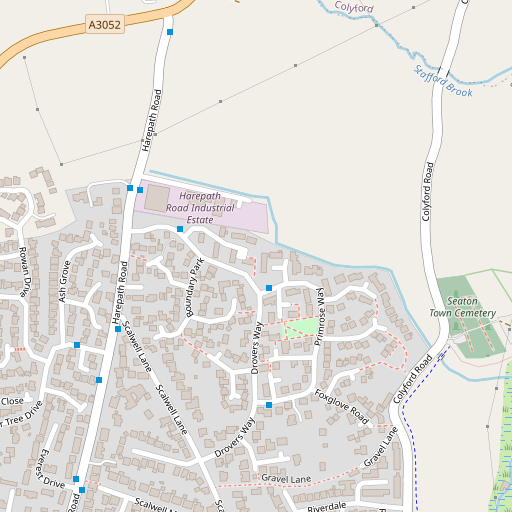 Colyford
A3052
Stafford Brook
Harepath Road
Harepath
Road Industrial
Estate
Colyford Road
Rowan Drive
Ash Grove
Harepath Road
Boundary Park
Primrose Way
Seaton
Town Cemetery
Scalwell Lane
Drovers Way
Colyford Road
Close
r Tree Drive
Scalwell Lane
Foxglove Road
Everest Drive
Drovers Way
Gravel Lane
Gravel Lane
Road
Scalwell M
Riverdale